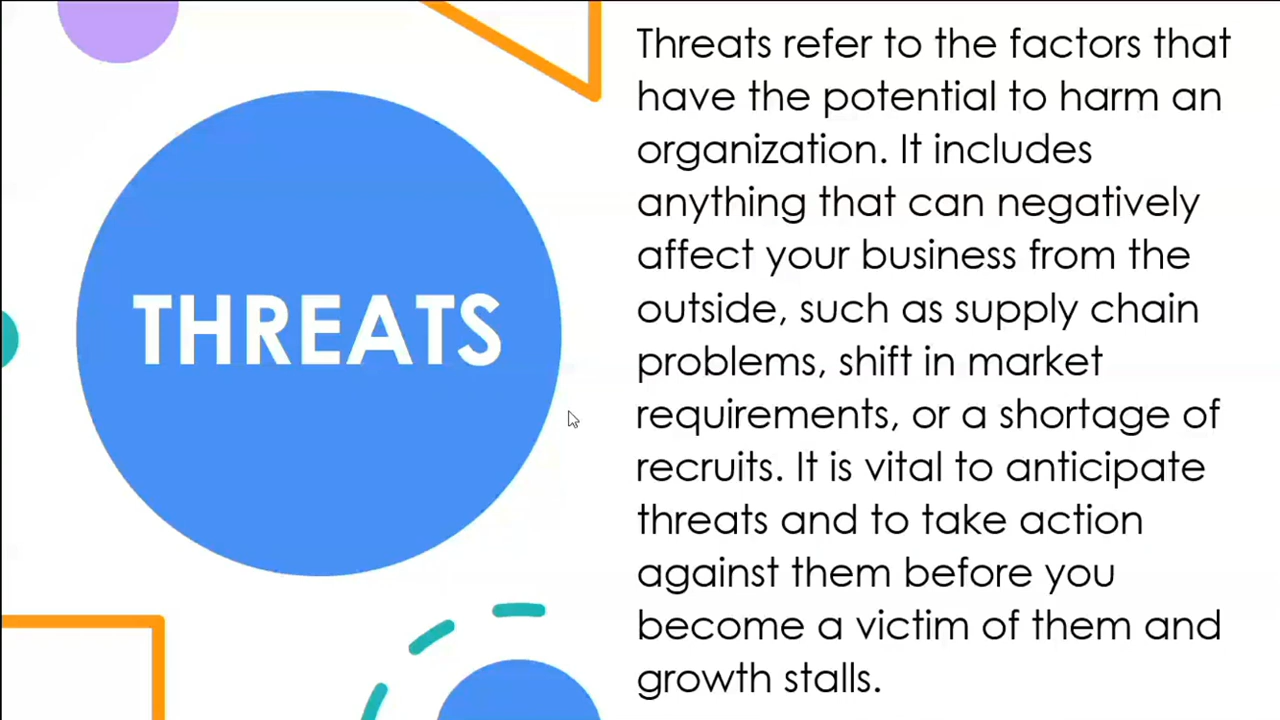 THREATS
Threats refer to the factors that
have the potential to harm an
organization. It includes
anything that can negatively
affect your business from the
outside, such as supply chain
problems, shift in market
requirements, or a shortage of
recruits. It is vital to anticipate
threats and to take action
against them before you
become a victim of them and
growth stalls.